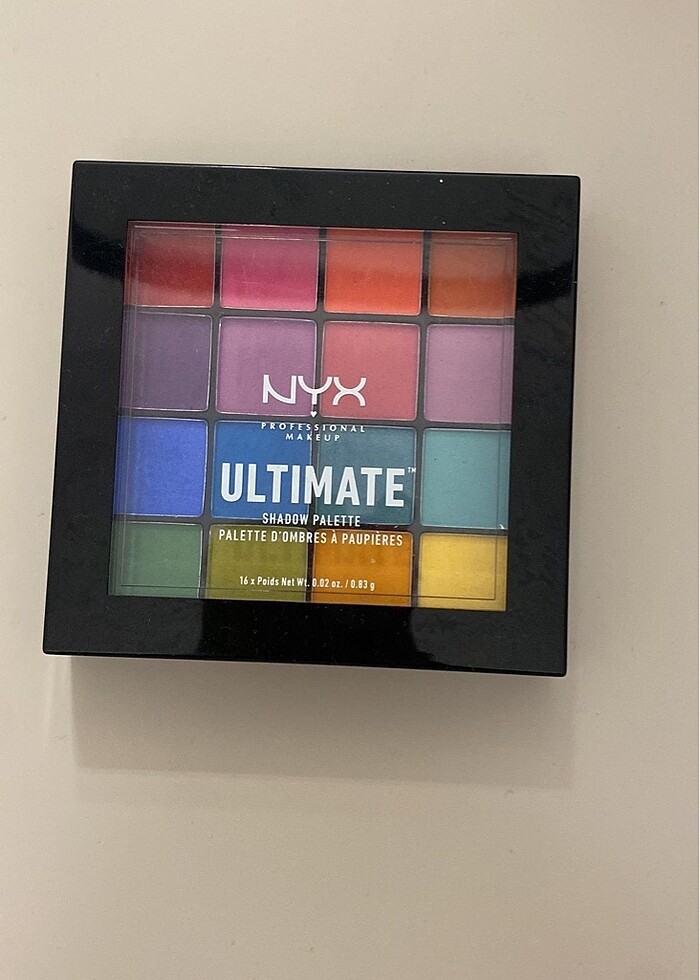 NYX
PROFESSIONAL
MAKEUP
ULTIMATE™
SHADOW PALETTE
PALETTE D'OMBRES À PAUPIÈRES
16 x Poids Net Wt. 0.02 oz. / 0.83 g